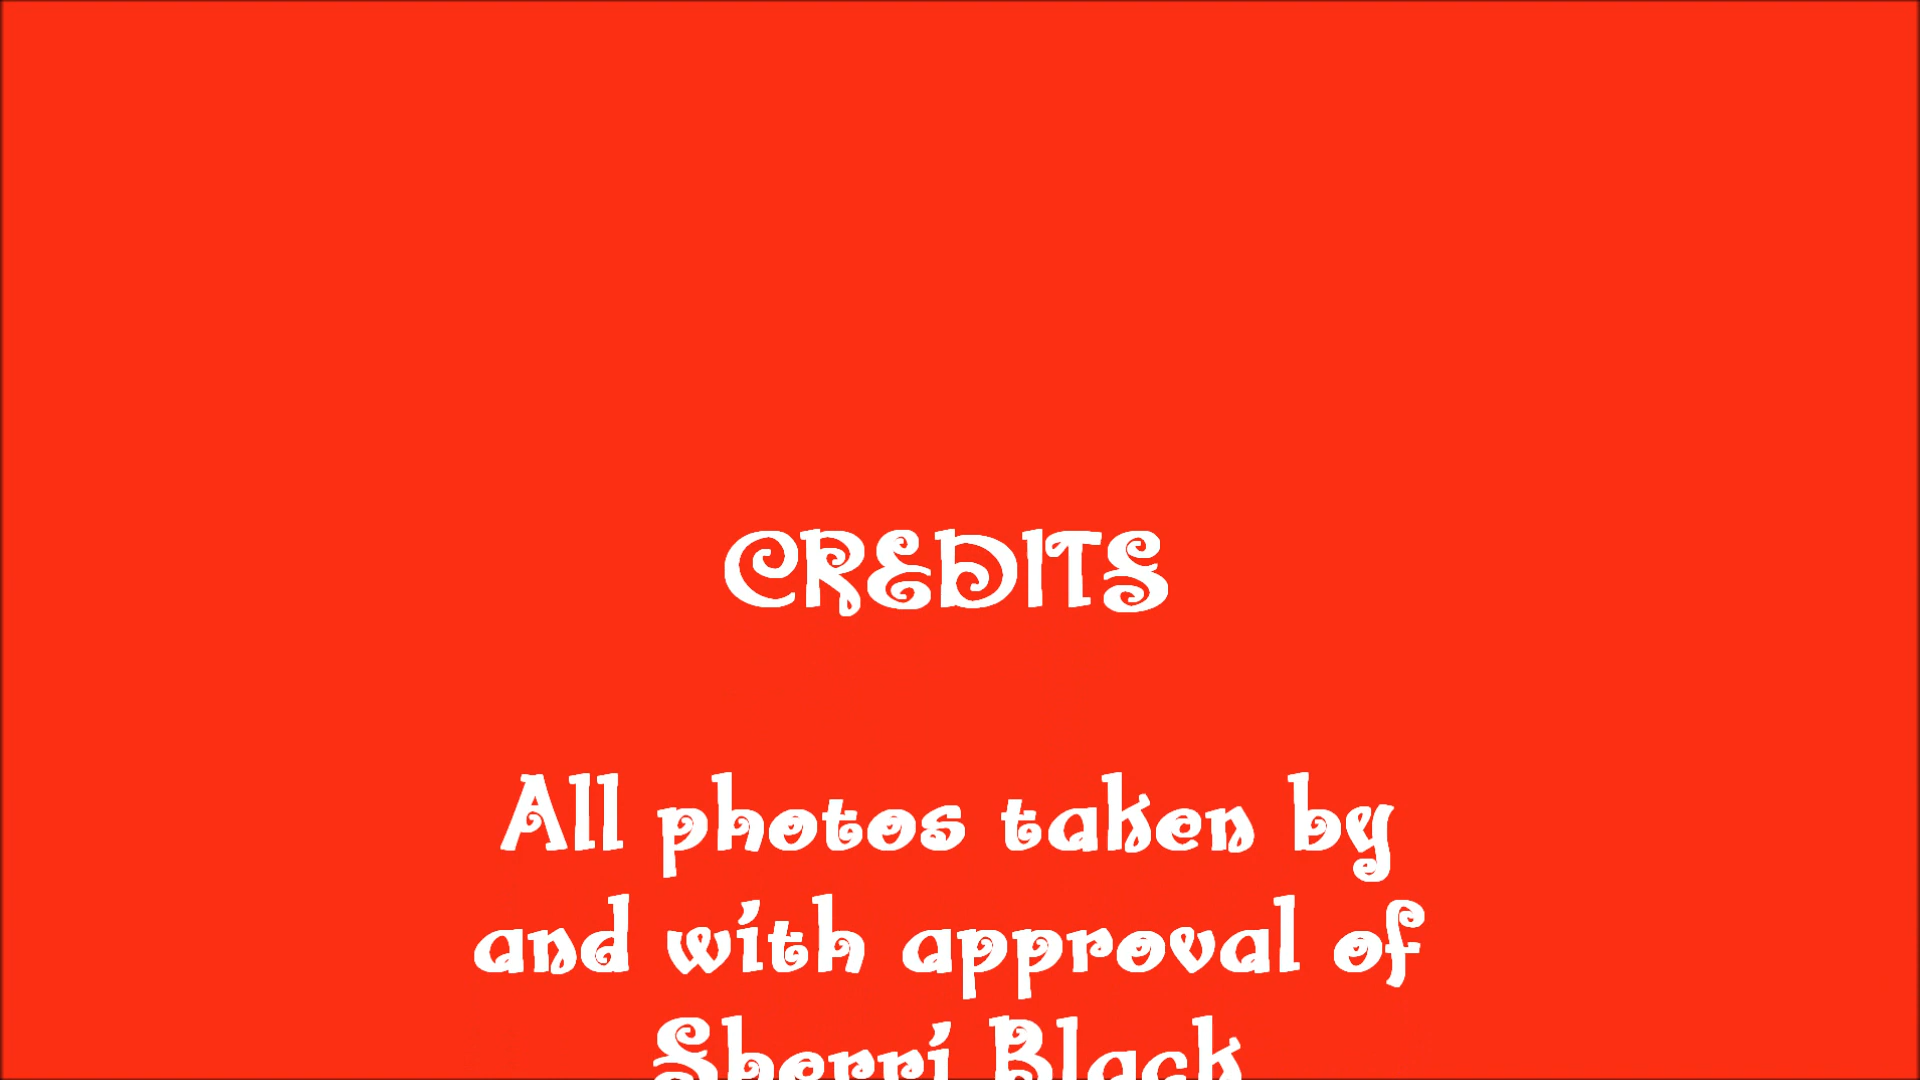 CREDITS
All photos taken by
and with approval of
Sherri Black